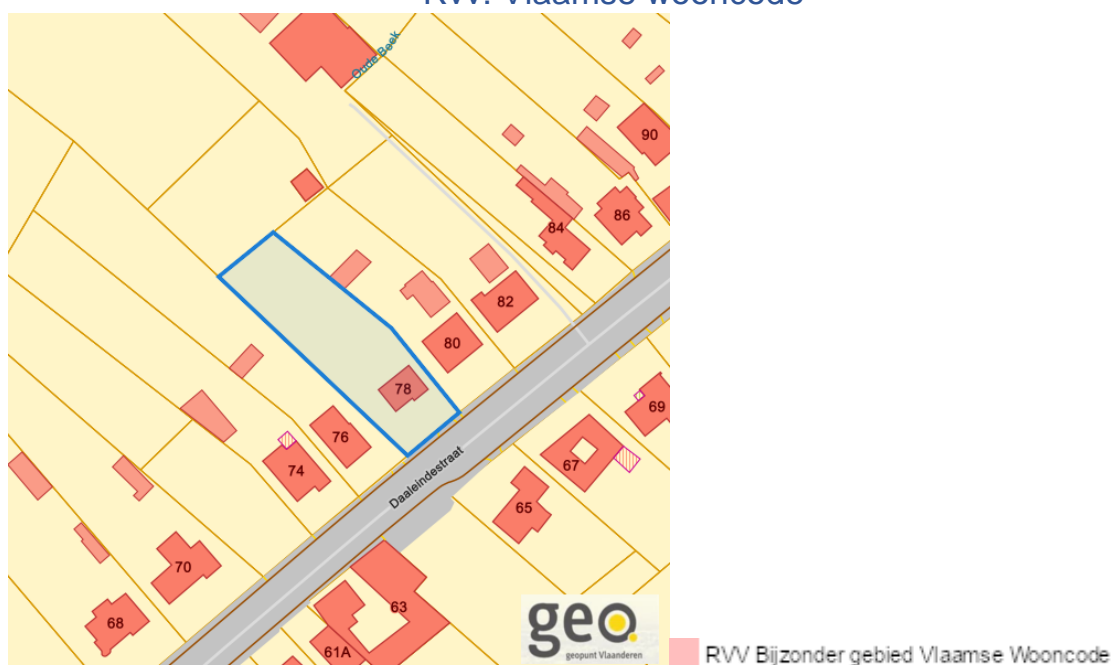 RVV: Vlaamse wooncode
Oude Beek
90
86
84
82
80
78
76
74
69
67
65
Daaleindestraat
70
68
63
61A
geo
geopunt Vlaanderen
RVV Bijzonder gebied Vlaamse Wooncode